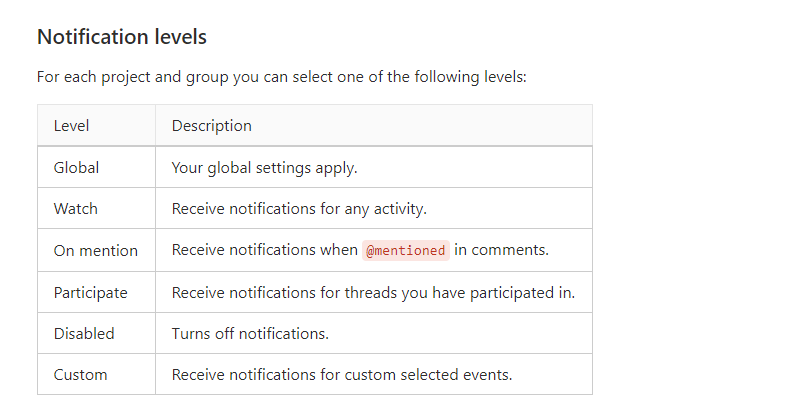 Notification levels
For each project and group you can select one of the following levels:
Level Description
Global Your global settings apply.
Watch Receive notifications for any activity.
On mention Receive notifications when @mentioned in comments.
Participate Receive notifications for threads you have participated in.
Disabled Turns off notifications.
Custom Receive notifications for custom selected events.